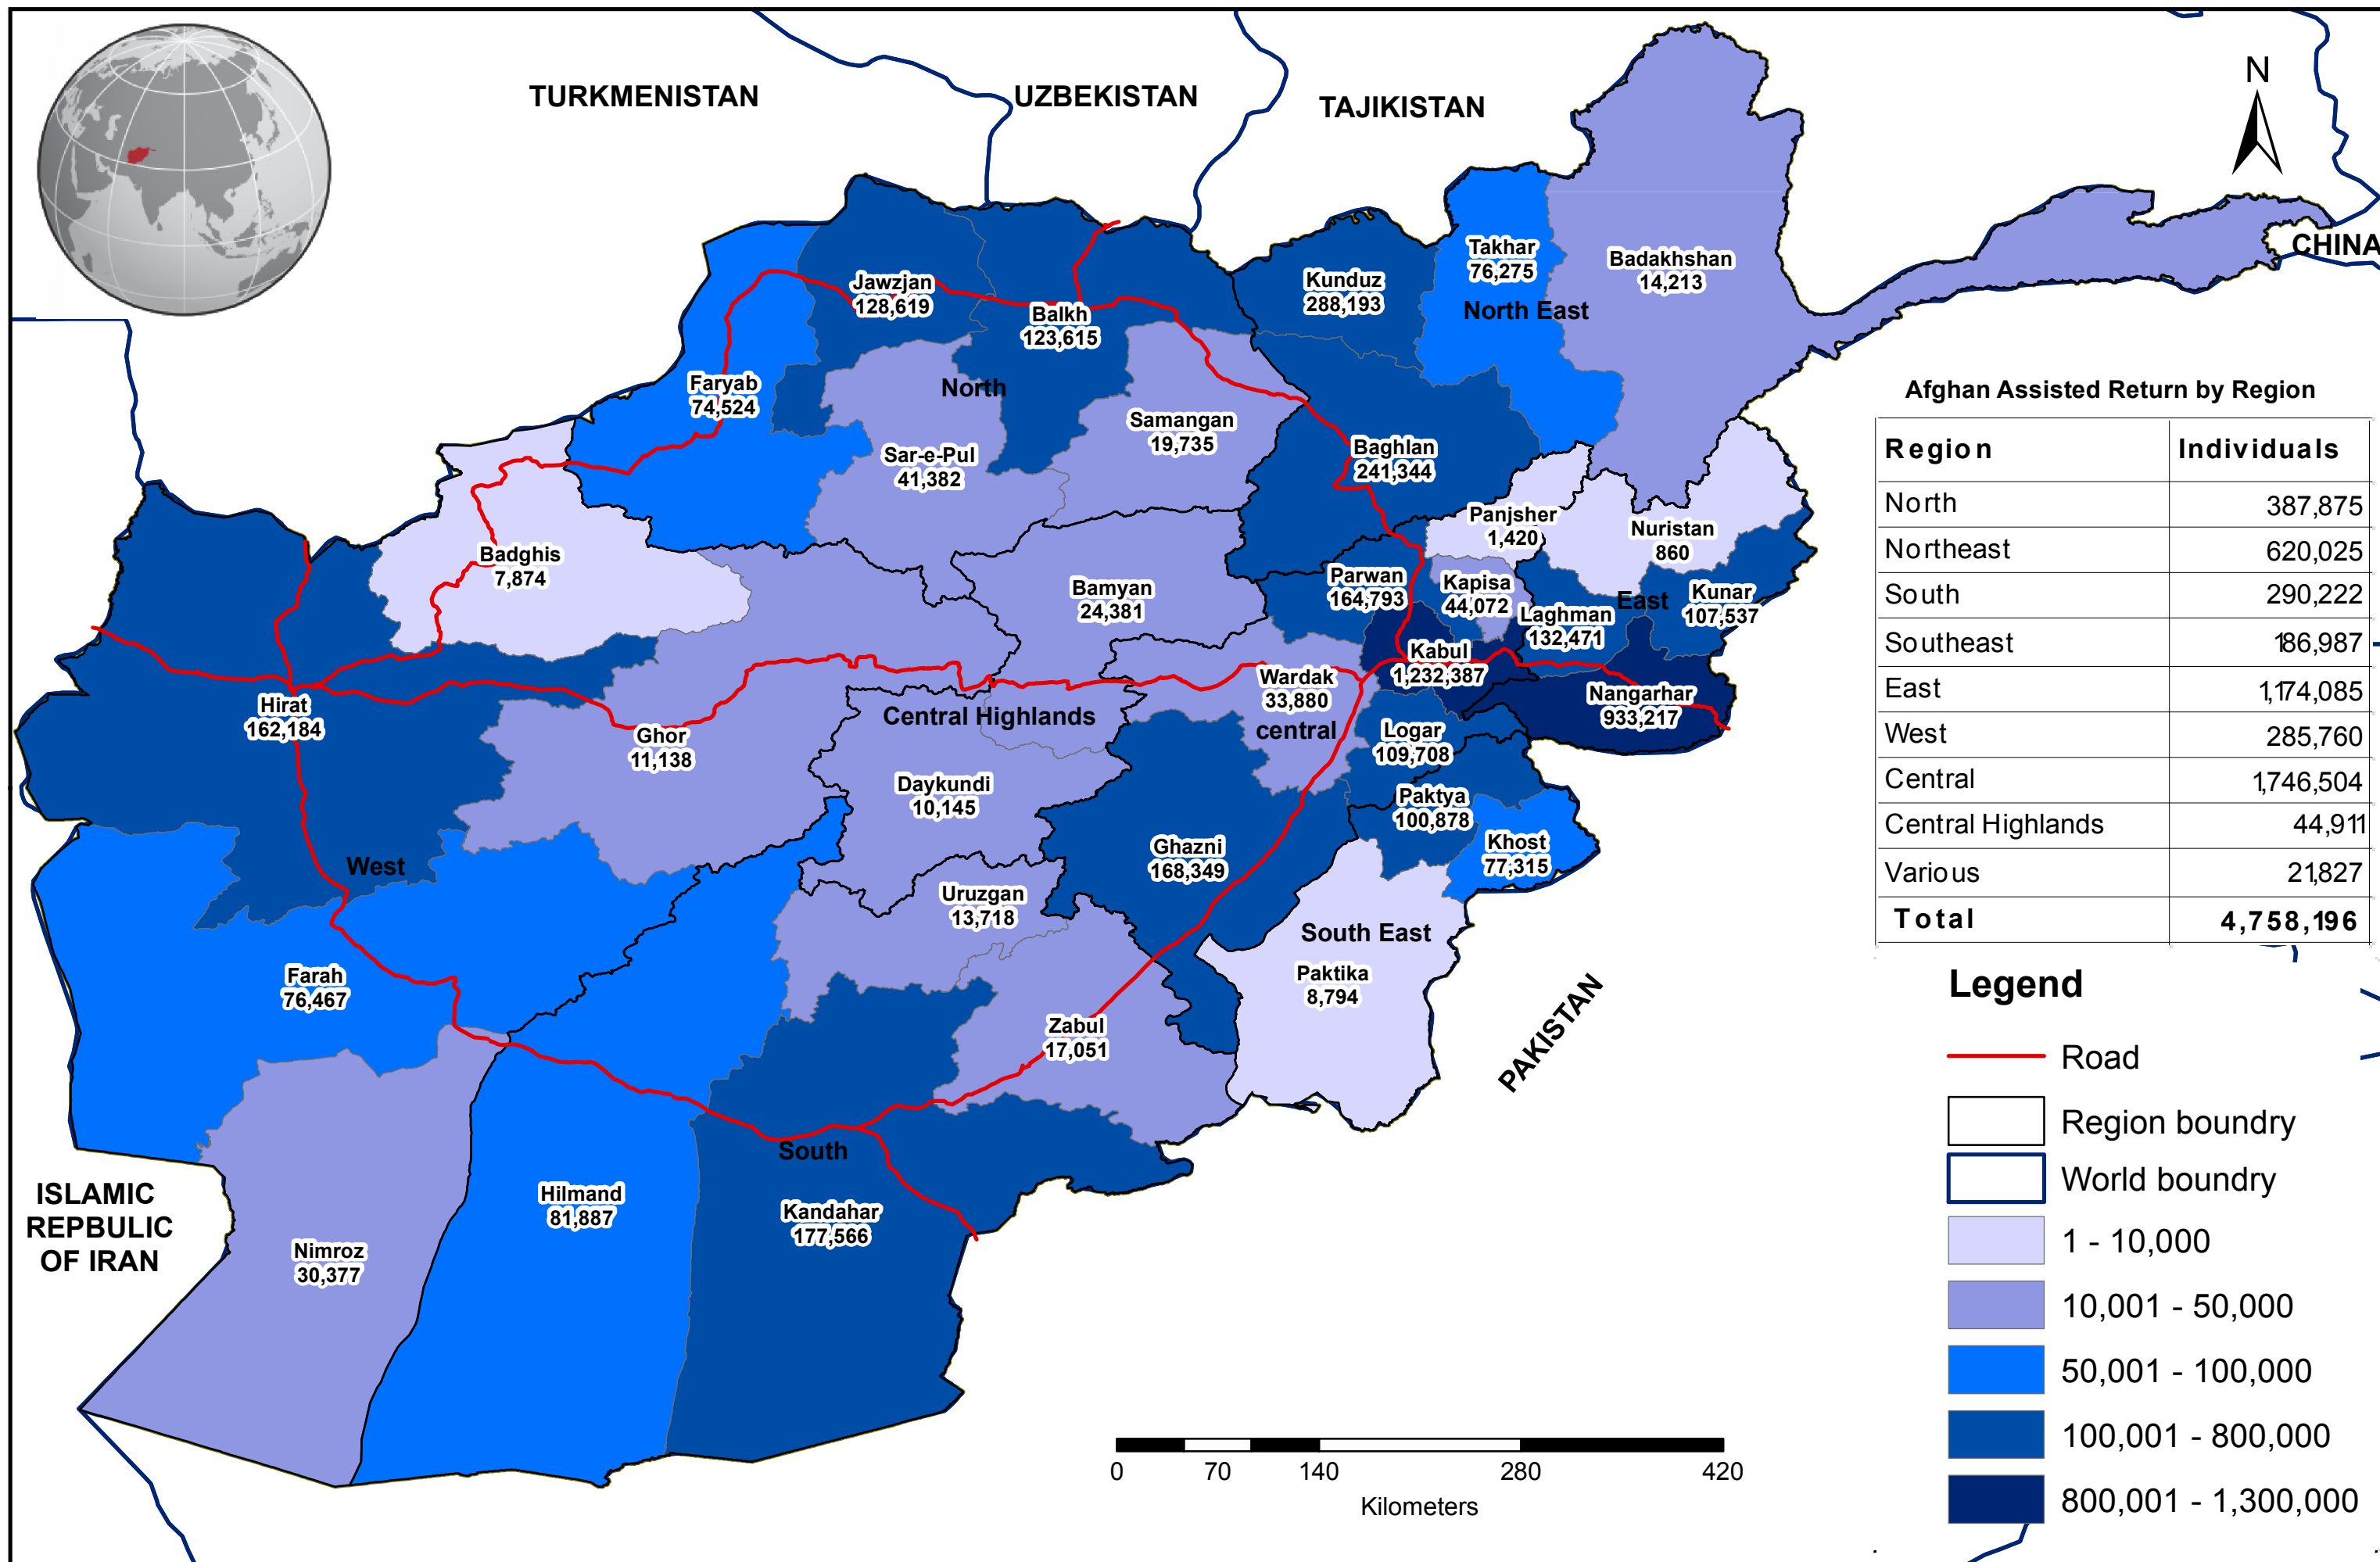 TURKMENISTAN
UZBEKISTAN
TAJIKISTAN
N
CHINA
Takhar
76,275
Badakhshan
14,213
Kunduz
288,193
North East
Jawzjan
128,619
Balkh
123,615
Faryab
74,524
North
Samangan
19,735
Sar-e-Pul
41,382
Baghlan
241,344
Panjsher
1,420
Nuristan
860
Badghis
7,874
Bamyan
24,381
Parwan
164,793
Kapisa
44,072
Laghman
132,471
East
Kunar
107,537
Kabul
1,232,387
Wardak
33,880
Nangarhar
933,217
Hirat
162,184
Ghor
11,138
Central Highlands
central
Logar
109,708
Daykundi
10,145
Paktya
100,878
Khost
77,315
Ghazni
168,349
West
Uruzgan
13,718
South East
Paktika
8,794
Farah
76,467
Zabul
17,051
PAKISTAN
South
Hilmand
81,887
Kandahar
177,566
Nimroz
30,377
ISLAMIC
REPBULIC
OF IRAN
Afghan Assisted Return by Region
Region Individuals
North 387,875
Northeast 620,025
South 290,222
Southeast 186,987
East 1,174,085
West 285,760
Central 1,746,504
Central Highlands 44,911
Various 21,827
Total 4,758,196
Legend
Road
Region boundry
World boundry
1 - 10,000
10,001 - 50,000
50,001 - 100,000
100,001 - 800,000
800,001 - 1,300,000
0 70 140 280 420
Kilometers